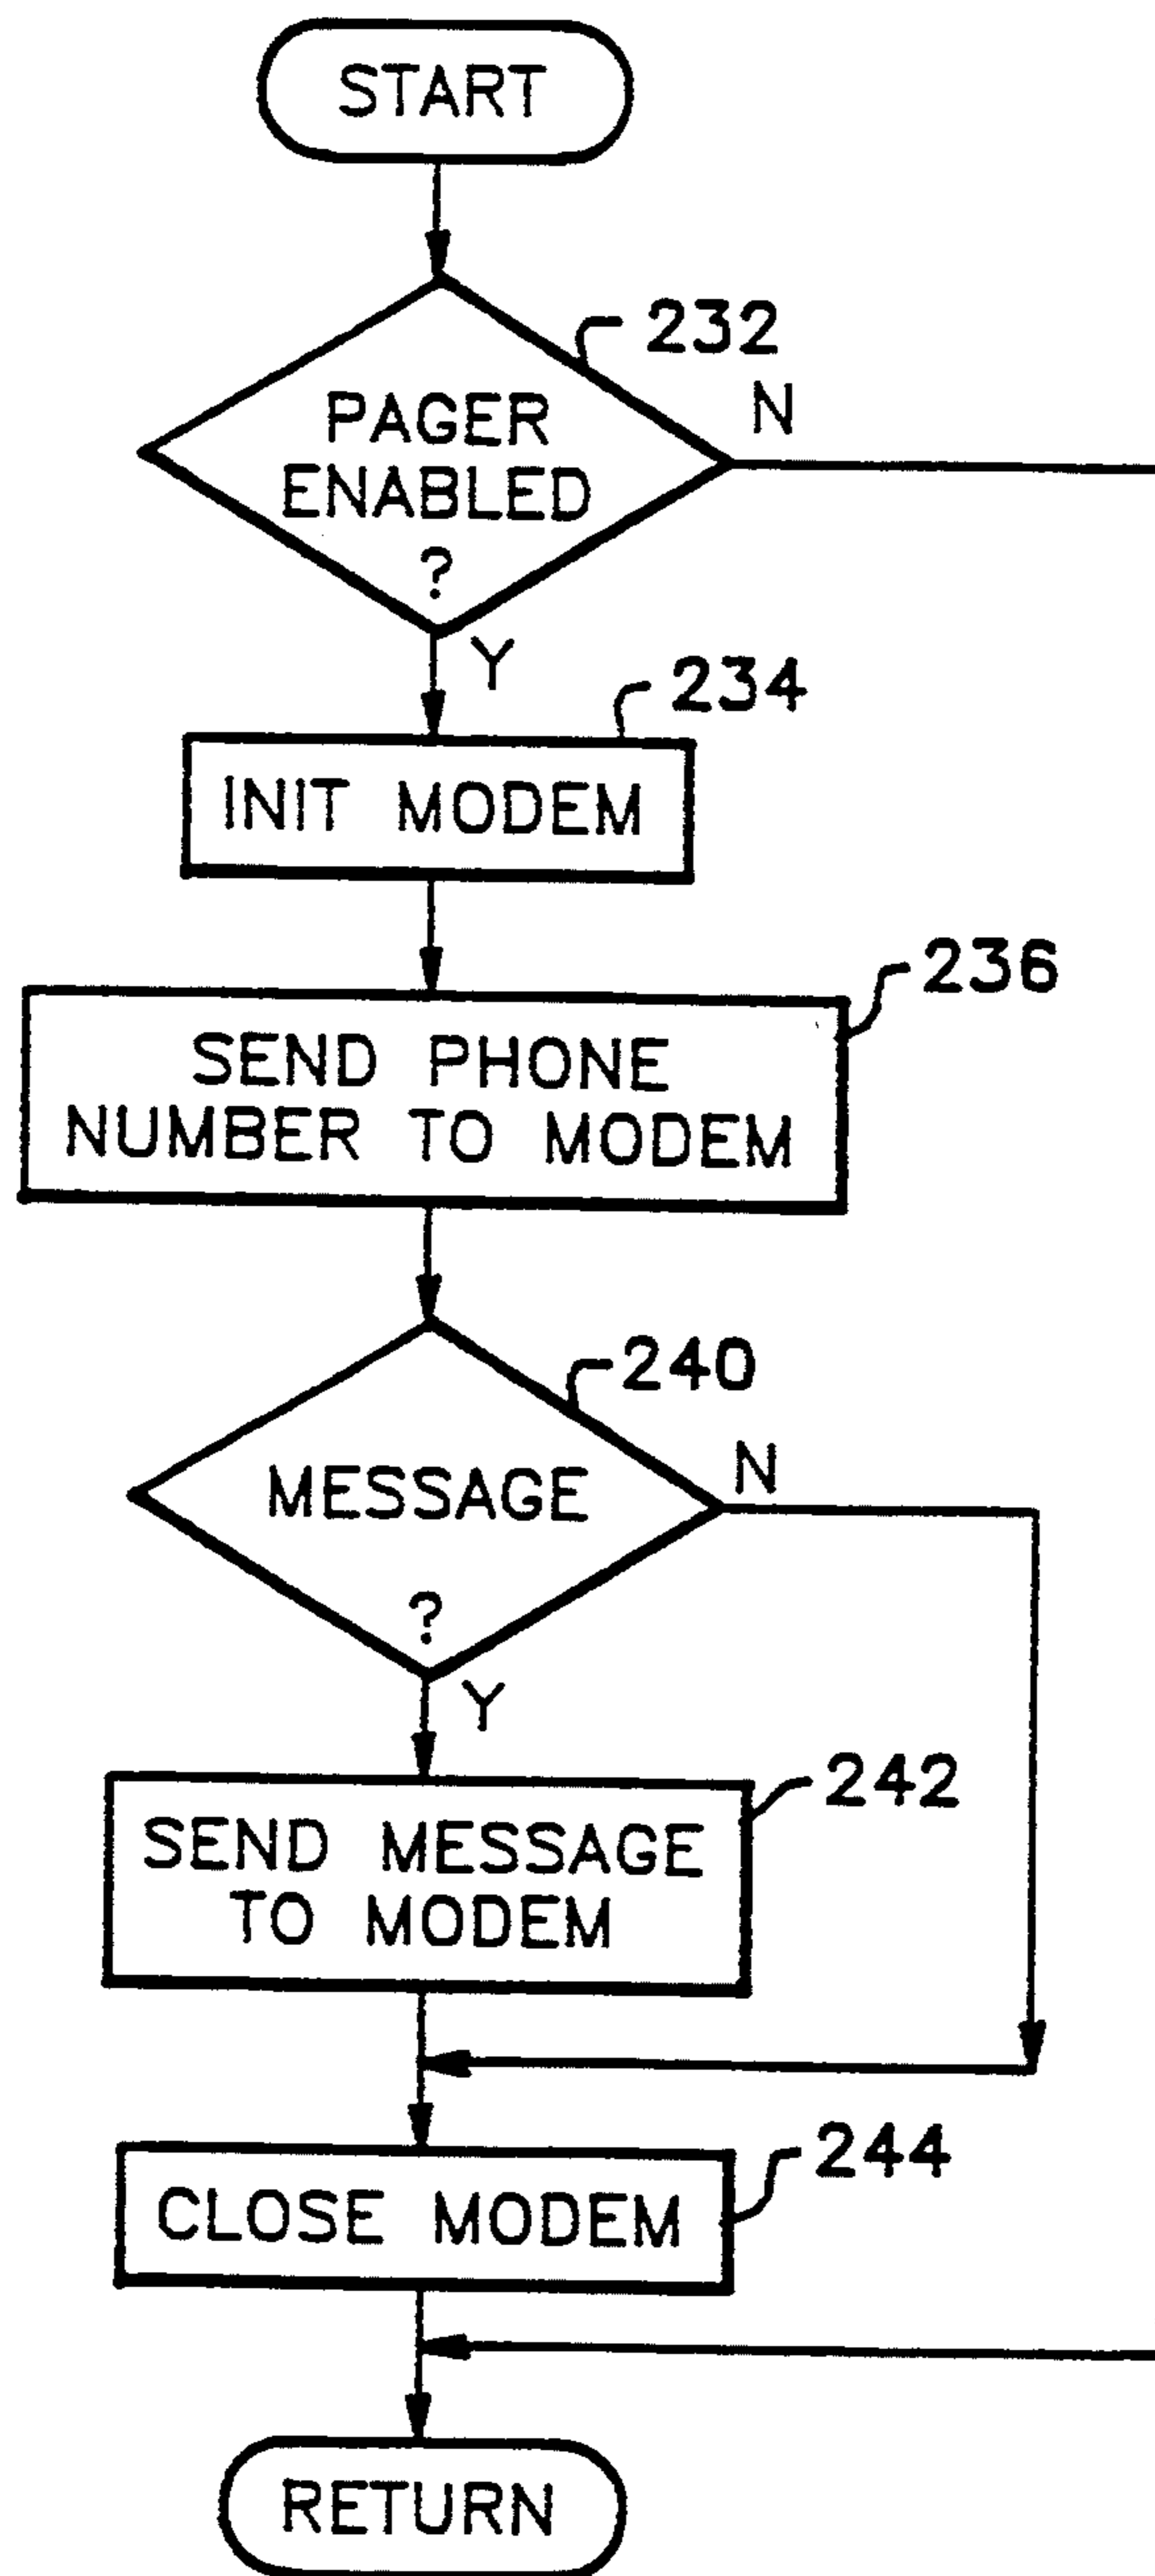 START
232
N
PAGER
ENABLED
?
Y
234
INIT MODEM
236
SEND PHONE
NUMBER TO MODEM
240
N
MESSAGE
?
Y
242
SEND MESSAGE
TO MODEM
244
CLOSE MODEM
RETURN